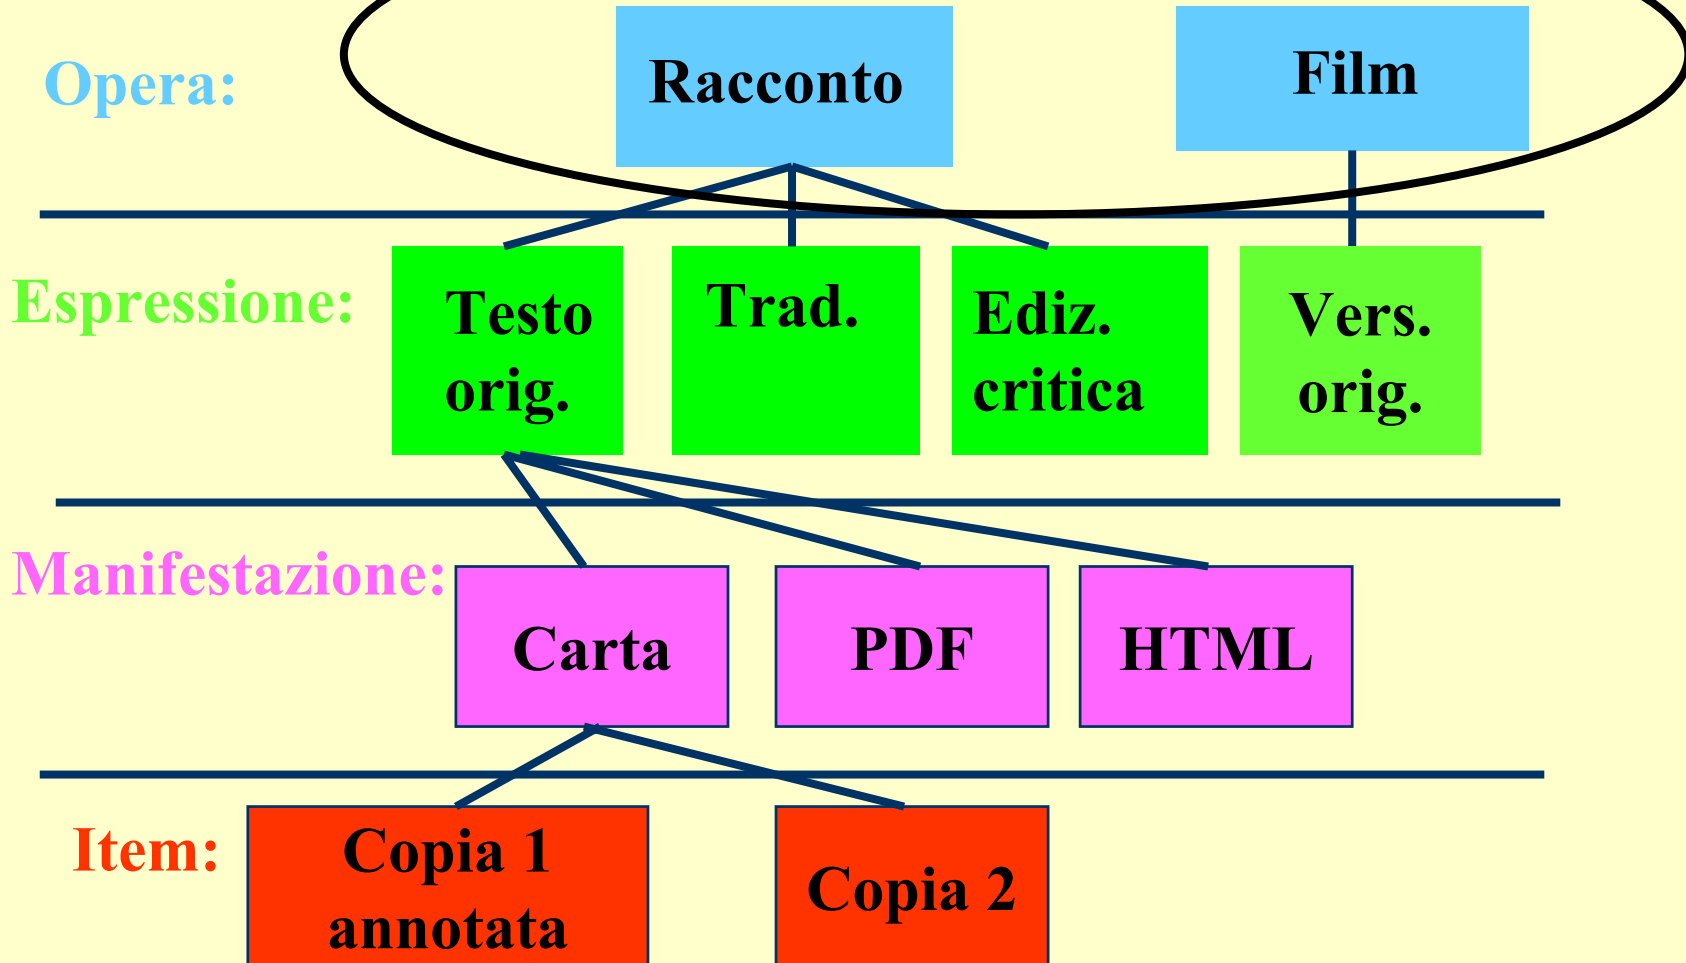 Opera:
Racconto
Film
Espressione:
Testo
orig.
Trad.
Ediz.
critica
Vers.
orig.
Manifestazione:
Carta
PDF
HTML
Item:
Copia 1
annotata
Copia 2